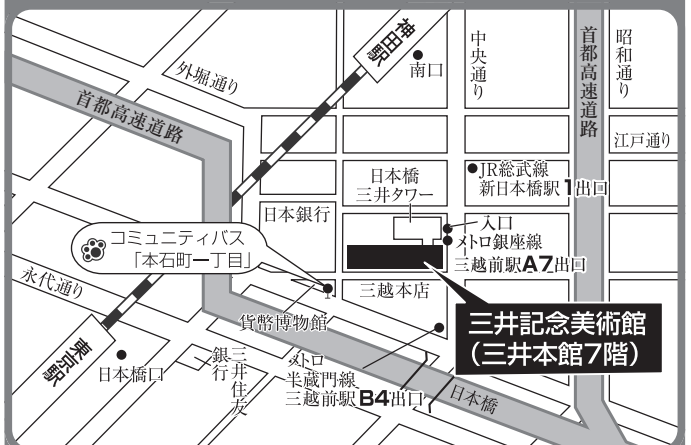 神田駅
南口
中央通り
首都高速道路
昭和通り
外堀通り
首都高速道路
江戸通り
JR総武線
新日本橋駅1出口
日本橋
三井タワー
日本銀行
入口
メトロ銀座線
三越前駅A7出口
コミュニティバス
「本石町一丁目」
永代通り
三越本店
三井記念美術館
(三井本館7階)
貨幣博物館
東京駅
日本橋口
三井住友
銀行
メトロ
半蔵門線
三越前駅B4出口
日本橋